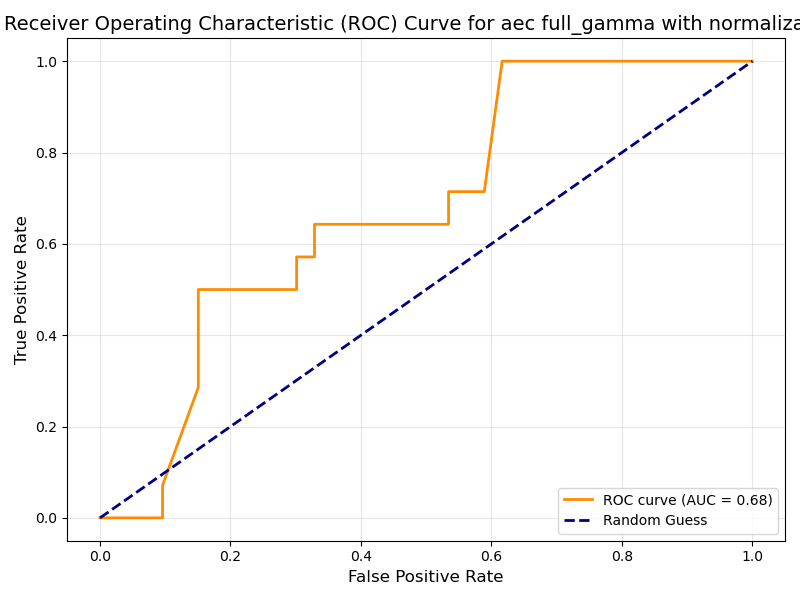 Receiver Operating Characteristic (ROC) Curve for aec full_gamma with normaliza
1.0
0.8
0.6
0.4
0.2
0.0
True Positive Rate
ROC curve (AUC = 0.68)
Random Guess
0.0 0.2 0.4 0.6 0.8 1.0
False Positive Rate